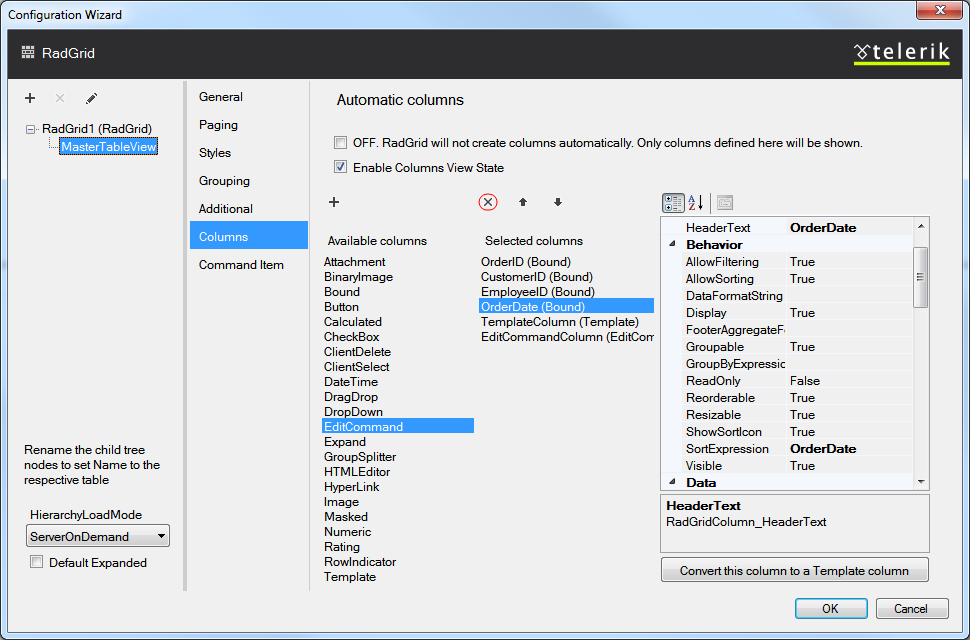 Configuration Wizard
RadGrid
telerik
RadGrid1 (RadGrid)
MasterTableView
Rename the child tree
nodes to set Name to the
respective table
HierarchyLoadMode
ServerOnDemand
Default Expanded
General
Paging
Styles
Grouping
Additional
Columns
Command Item
Automatic columns
OFF. RadGrid will not create columns automatically. Only columns defined here will be shown.
Enable Columns View State
Available columns
Attachment
BinaryImage
Bound
Button
Calculated
CheckBox
ClientDelete
ClientSelect
DateTime
DragDrop
DropDown
EditCommand
Expand
GroupSplitter
HTMLEditor
HyperLink
Image
Masked
Numeric
Rating
RowIndicator
Template
Selected columns
OrderID (Bound)
CustomerID (Bound)
EmployeeID (Bound)
OrderDate (Bound)
TemplateColumn (Template)
EditCommandColumn (EditCom
A Z
HeaderText OrderDate
Behavior
AllowFiltering True
AllowSorting True
DataFormatString
Display True
FooterAggregateF
Groupable True
GroupByExpressic
ReadOnly False
Reorderable True
Resizable True
ShowSortIcon True
SortExpression OrderDate
Visible True
Data
HeaderText
RadGridColumn_HeaderText
Convert this column to a Template column
OK Cancel